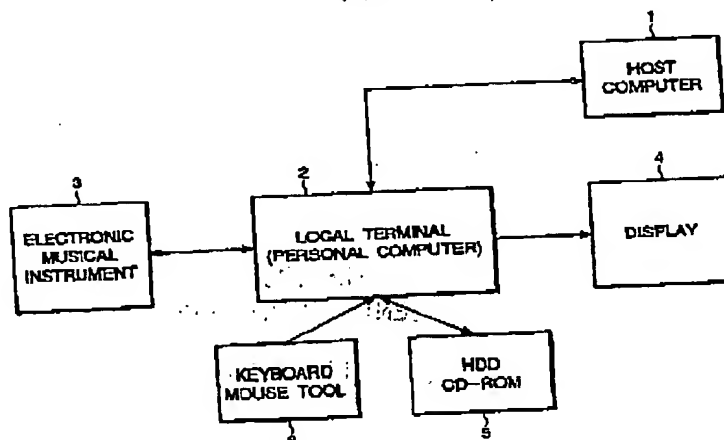 1
HOST
COMPUTER
3
ELECTRONIC
MUSICAL
INSTRUMENT
2
LOCAL TERMINAL
(PERSONAL COMPUTER)
4
DISPLAY
KEYBOARD
MOUSE TOOL
HDD
CD-ROM
5